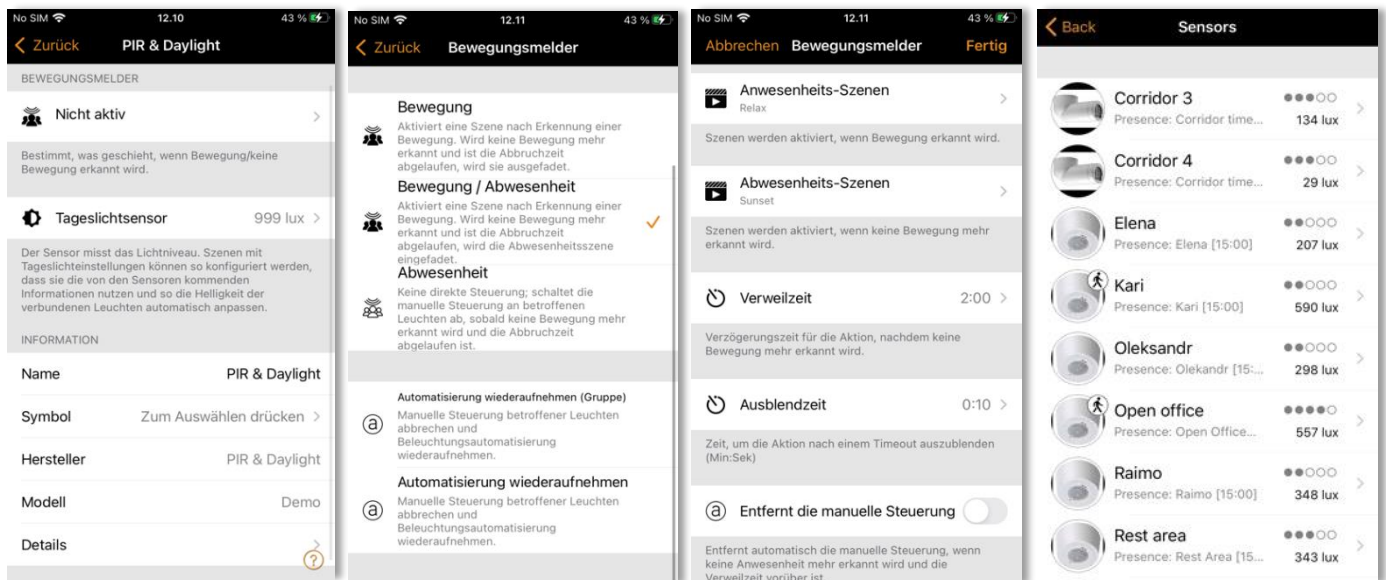 No SIM 12.10 43 %
Zurück PIR & Daylight
BEWEGUNGSMELDER
Nicht aktiv
Bestimmt, was geschieht, wenn Bewegung/keine
Bewegung erkannt wird.
Tageslichtsensor 999 lux
Der Sensor misst das Lichtniveau. Szenen mit
Tageslichteinstellungen können so konfiguriert werden,
dass sie die von den Sensoren kommenden
Informationen nutzen und so die Helligkeit der
verbundenen Leuchten automatisch anpassen.
INFORMATION
Name PIR & Daylight
Symbol Zum Auswählen drücken
Hersteller PIR & Daylight
Modell Demo
Details
?
No SIM 12.11 43 %
Zurück Bewegungsmelder
Bewegung
Aktiviert eine Szene nach Erkennung einer
Bewegung. Wird keine Bewegung mehr
erkannt und ist die Abbruchzeit
abgelaufen, wird sie ausgefadet.
Bewegung / Abwesenheit
Aktiviert eine Szene nach Erkennung einer
Bewegung. Wird keine Bewegung mehr
erkannt und ist die Abbruchzeit
abgelaufen, wird die Abwesenheitsszene
eingefadet.
Abwesenheit
Keine direkte Steuerung; schaltet die
manuelle Steuerung an betroffenen
Leuchten ab, sobald keine Bewegung mehr
erkannt wird und die Abbruchzeit
abgelaufen ist.
Automatisierung wiederaufnehmen (Gruppe)
Manuelle Steuerung betroffener Leuchten
abbrechen und
Beleuchtungsautomatisierung
wiederaufnehmen.
Automatisierung wiederaufnehmen
Manuelle Steuerung betroffener Leuchten
abbrechen und
Beleuchtungsautomatisierung
wiederaufnehmen.
No SIM 12.11 43 %
Abbrechen Bewegungsmelder Fertig
Anwesenheits-Szenen
Relax
Szenen werden aktiviert, wenn Bewegung erkannt wird.
Abwesenheits-Szenen
Sunset
Szenen werden aktiviert, wenn keine Bewegung mehr
erkannt wird.
Verweilzeit 2:00
Verzögerungszeit für die Aktion, nachdem keine
Bewegung mehr erkannt wird.
Ausblendzeit 0:10
Zeit, um die Aktion nach einem Timeout auszublenden
(Min:Sek)
Entfernt die manuelle Steuerung
Entfernt automatisch die manuelle Steuerung, wenn
keine Anwesenheit mehr erkannt wird und die
Verweilzeit vorüber ist
Back Sensors
Corridor 3
Presence: Corridor time... 134 lux
Corridor 4
Presence: Corridor time... 29 lux
Elena
Presence: Elena [15:00] 207 lux
Kari
Presence: Kari [15:00] 590 lux
Oleksandr
Presence: Olekandr [15:... 298 lux
Open office
Presence: Open Office... 557 lux
Raimo
Presence: Raimo [15:00] 348 lux
Rest area
Presence: Rest Area [15... 343 lux